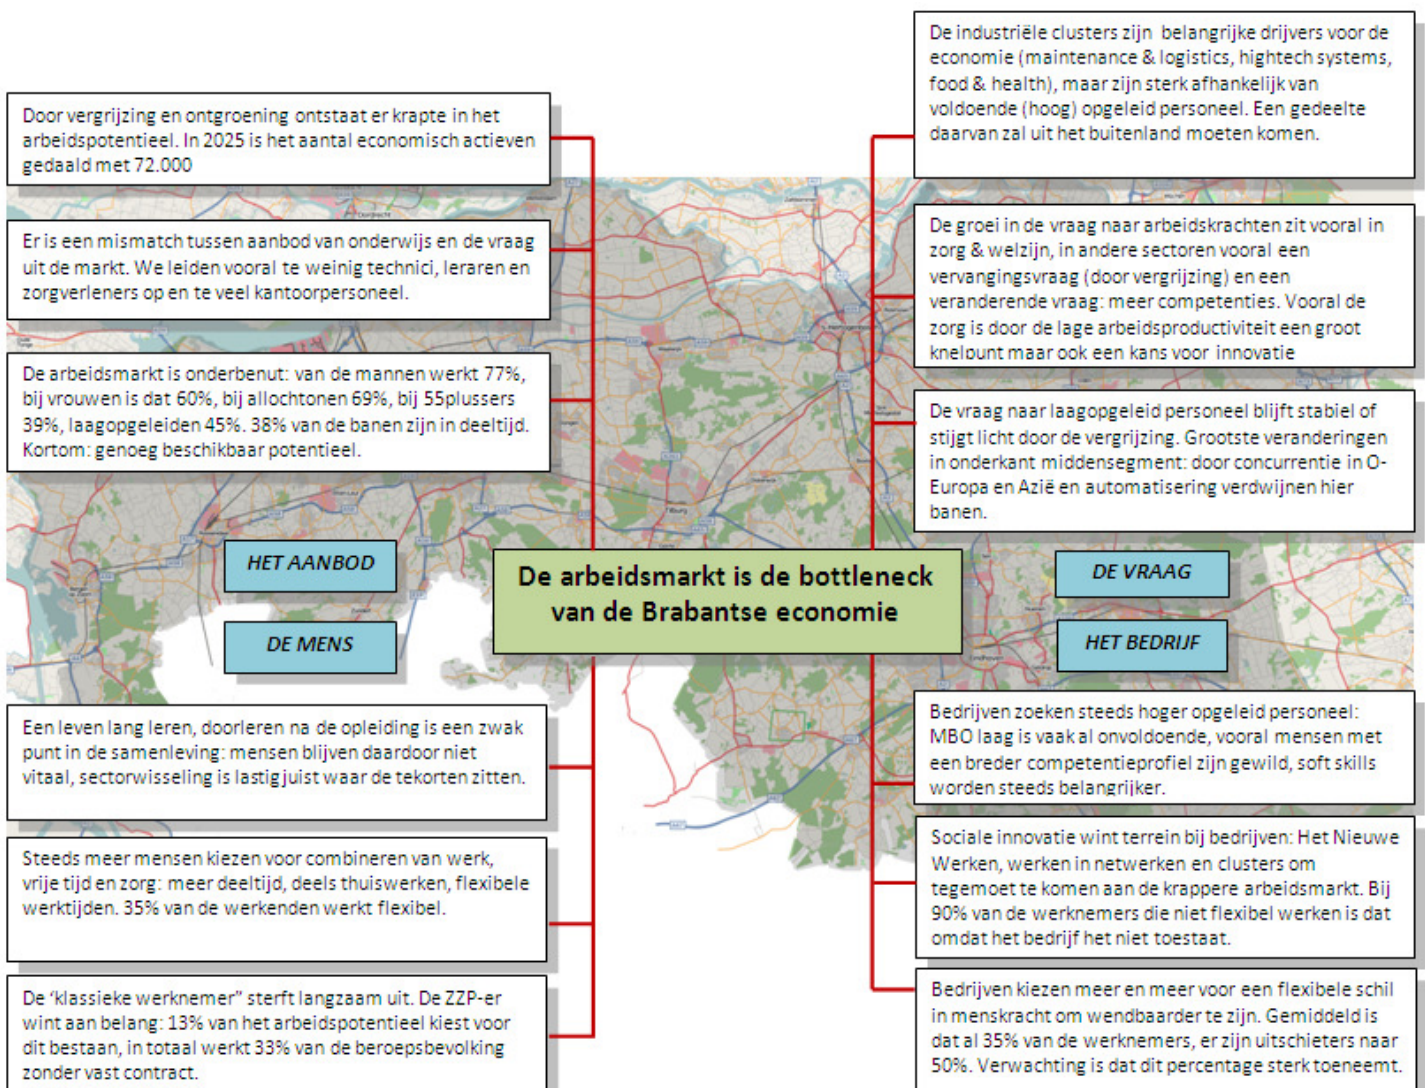 Door vergrijzing en ontgroening ontstaat er krapte in het
arbeidspotentieel. In 2025 is het aantal economisch actieven
gedaald met 72.000
Er is een mismatch tussen aanbod van onderwijs en de vraag
uit de markt. We leiden vooral te weinig technici, leraren en
zorgverleners op en te veel kantoorpersoneel.
De arbeidsmarkt is onderbenut: van de mannen werkt 77%,
bij vrouwen is dat 60%, bij allochtonen 69%, bij 55plussers
39%, laagopgeleiden 45%. 38% van de banen zijn in deeltijd.
Kortom: genoeg beschikbaar potentieel.
HET AANBOD
DE MENS
Een leven lang leren, doorleren na de opleiding is een zwak
punt in de samenleving: mensen blijven daardoor niet
vitaal, sectorwisseling is lastig juist waar de tekorten zitten.
Steeds meer mensen kiezen voor combineren van werk,
vrije tijd en zorg: meer deeltijd, deels thuiswerken, flexibele
werktijden. 35% van de werkenden werkt flexibel.
De ‘klassieke werknemer” sterft langzaam uit. De ZZP-er
wint aan belang: 13% van het arbeidspotentieel kiest voor
dit bestaan, in totaal werkt 33% van de beroepsbevolking
zonder vast contract.
De arbeidsmarkt is de bottleneck
van de Brabantse economie
De industriële clusters zijn belangrijke drijvers voor de
economie (maintenance & logistics, hightech systems,
food & health), maar zijn sterk afhankelijk van
voldoende (hoog) opgeleid personeel. Een gedeelte
daarvan zal uit het buitenland moeten komen.
De groei in de vraag naar arbeidskrachten zit vooral in
zorg & welzijn, in andere sectoren vooral een
vervangingsvraag (door vergrijzing) en een
veranderende vraag: meer competenties. Vooral de
zorg is door de lage arbeidsproductiviteit een groot
knelpunt maar ook een kans voor innovatie
De vraag naar laagopgeleid personeel blijft stabiel of
stijgt licht door de vergrijzing. Grootste veranderingen
in onderkant middensegment: door concurrentie in O-
Europa en Azië en automatisering verdwijnen hier
banen.
DE VRAAG
HET BEDRIJF
Bedrijven zoeken steeds hoger opgeleid personeel:
MBO laag is vaak al onvoldoende, vooral mensen met
een breder competentieprofiel zijn gewild, soft skills
worden steeds belangrijker.
Sociale innovatie wint terrein bij bedrijven: Het Nieuwe
Werken, werken in netwerken en clusters om
tegemoet te komen aan de krappere arbeidsmarkt. Bij
90% van de werknemers die niet flexibel werken is dat
omdat het bedrijf het niet toestaat.
Bedrijven kiezen meer en meer voor een flexibele schil
in menskracht om wendbaarder te zijn. Gemiddeld is
dat al 35% van de werknemers, er zijn uitschieters naar
50%. Verwachting is dat dit percentage sterk toeneemt.
Tilburg